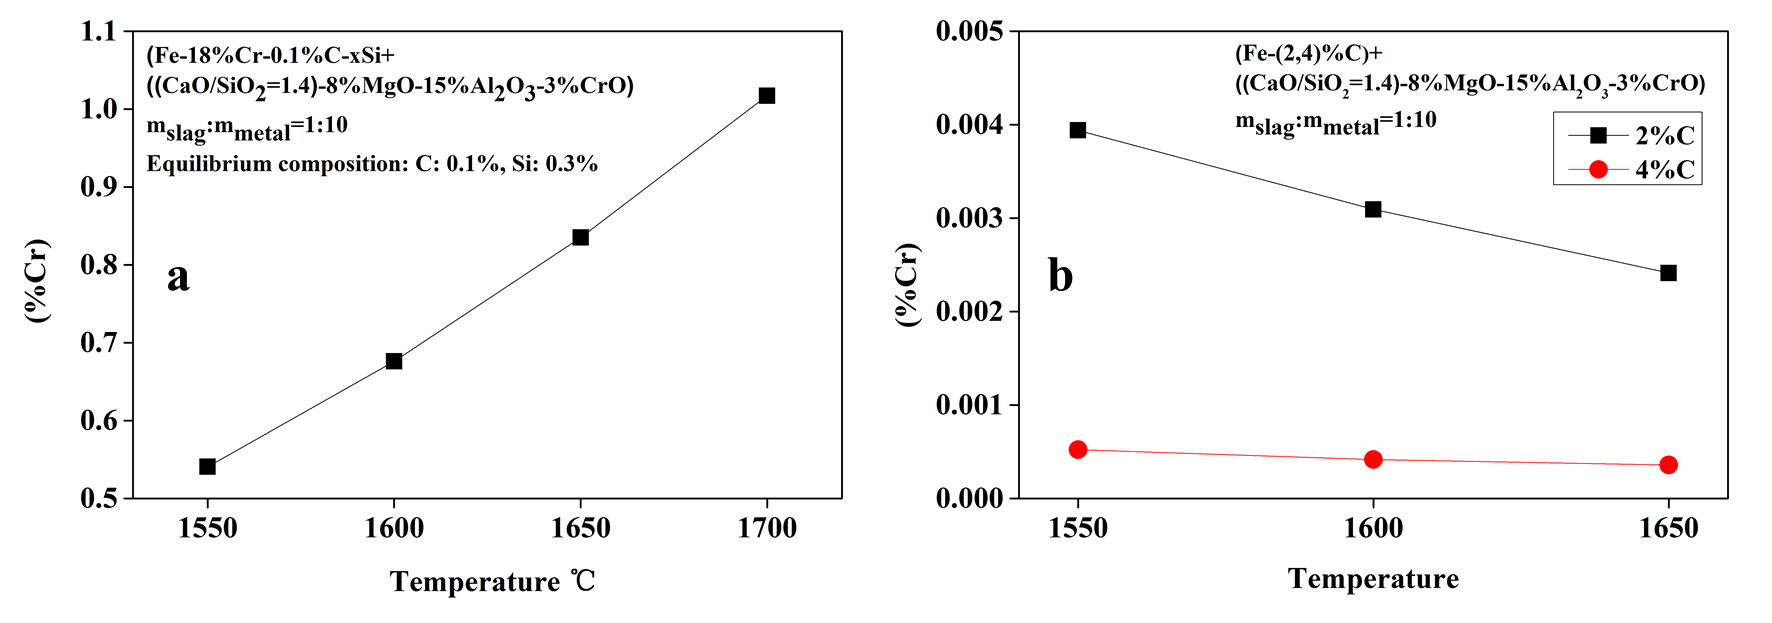 1.1
1.0
0.9
0.8
0.7
0.6
0.5
(%Cr)
(Fe-18%Cr-0.1%C-xSi+
((CaO/SiO2=1.4)-8%MgO-15%Al2O3-3%CrO)
mslag:mmetal=1:10
Equilibrium composition: C: 0.1%, Si: 0.3%
a
1550
1600
1650
1700
Temperature ℃
0.005
0.004
0.003
0.002
0.001
0.000
(%Cr)
(Fe-(2,4)%C)+
((CaO/SiO2=1.4)-8%MgO-15%Al2O3-3%CrO)
mslag:mmetal=1:10
2%C
4%C
b
1550
1600
1650
Temperature